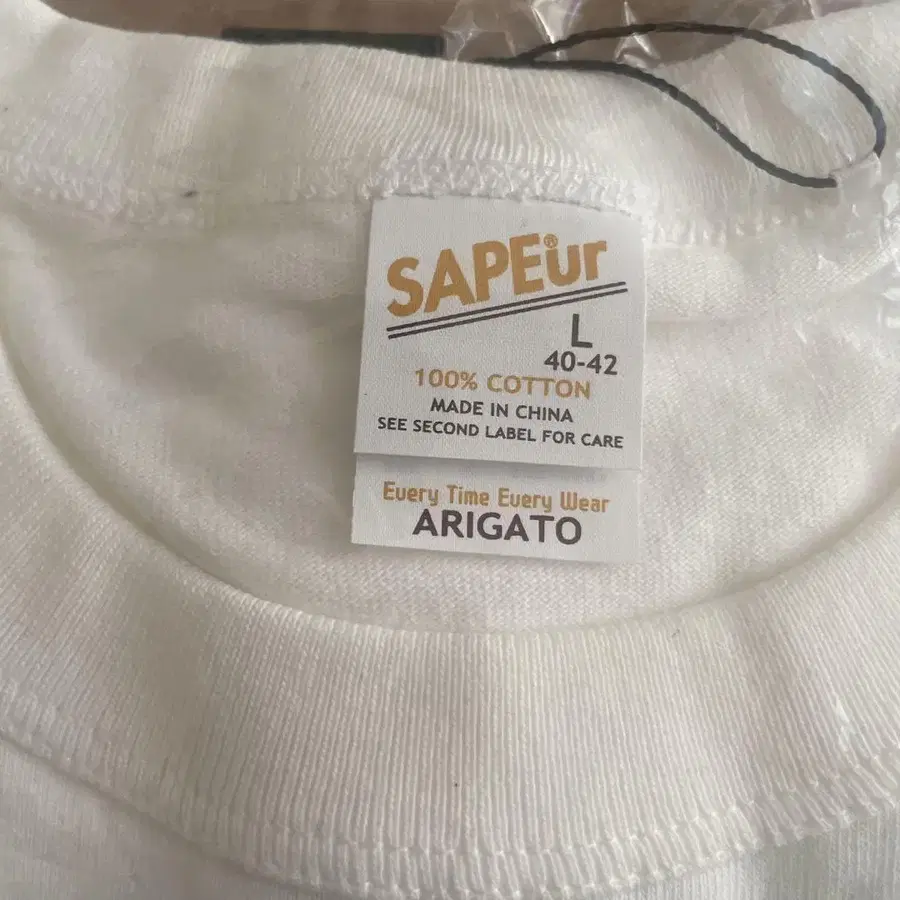 SAPEur®
L
40-42
100% COTTON
MADE IN CHINA
SEE SECOND LABEL FOR CARE
Every Time Every Wear
ARIGATO